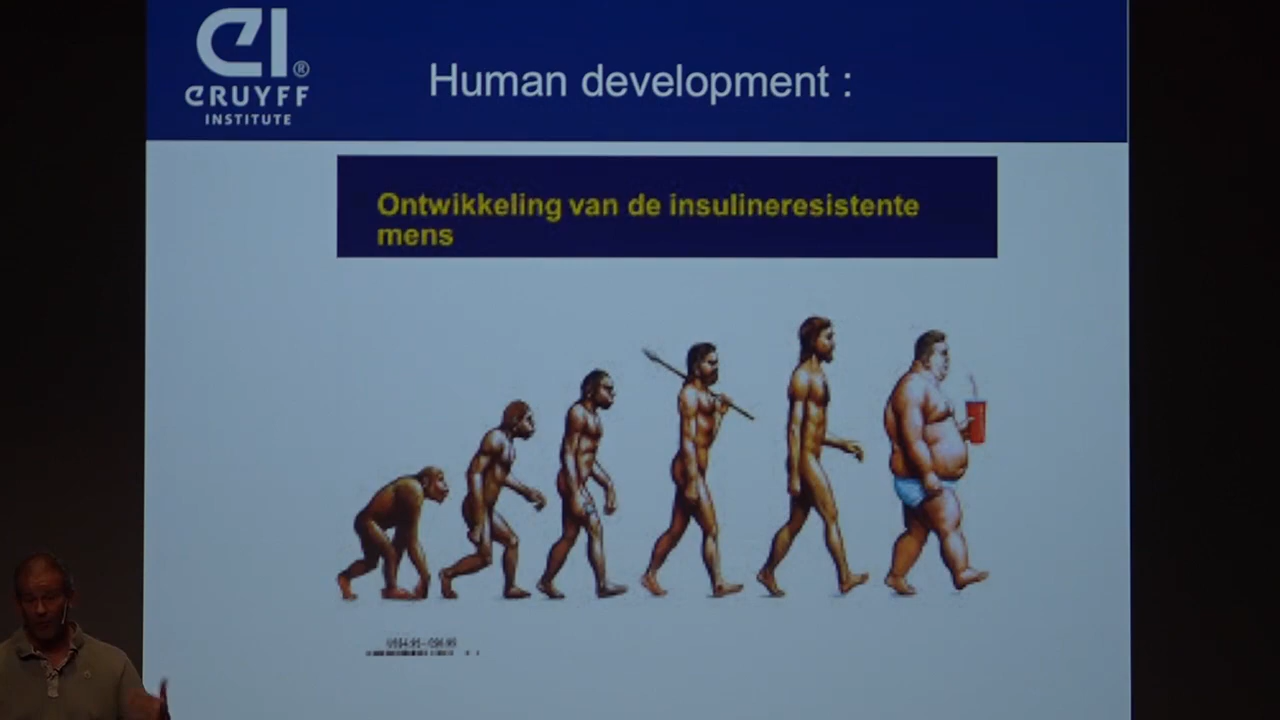 CRUYFF
INSTITUTE
Human development :
Ontwikkeling van de insulineresistente
mens